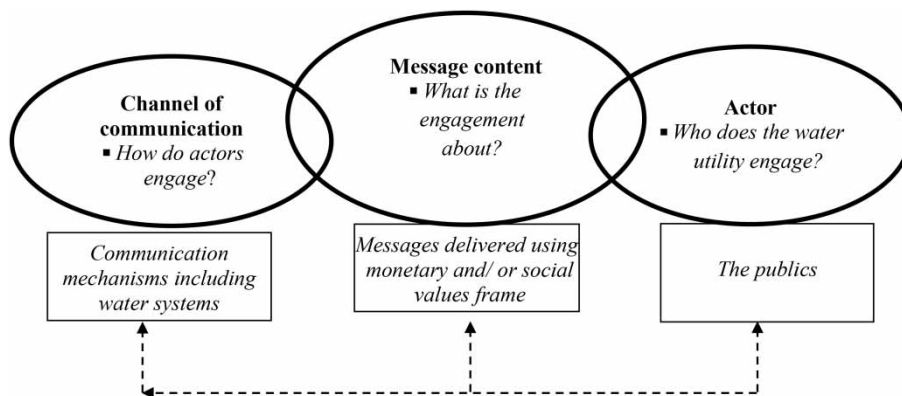 Channel of
communication
▪ How do actors
engage?
Message content
▪ What is the
engagement
about?
Actor
▪ Who does the water
utility engage?
Communication
mechanisms including
water systems
Messages delivered using
monetary and/ or social
values frame
The publics